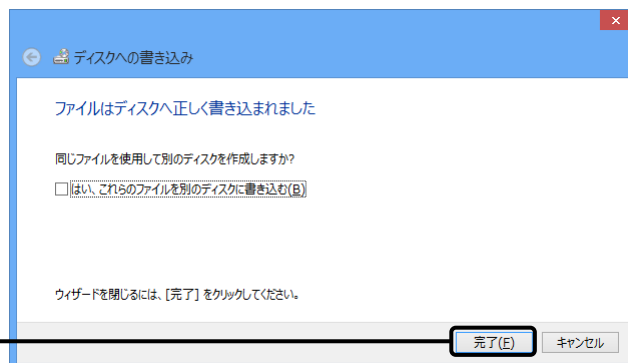 ディスクへの書き込み
ファイルはディスクへ正しく書き込まれました
同じファイルを使用して別のディスクを作成しますか?
はい、これらのファイルを別のディスクに書き込む(B)
ウィザードを閉じるには、[完了] をクリックしてください。
完了(F) キャンセル